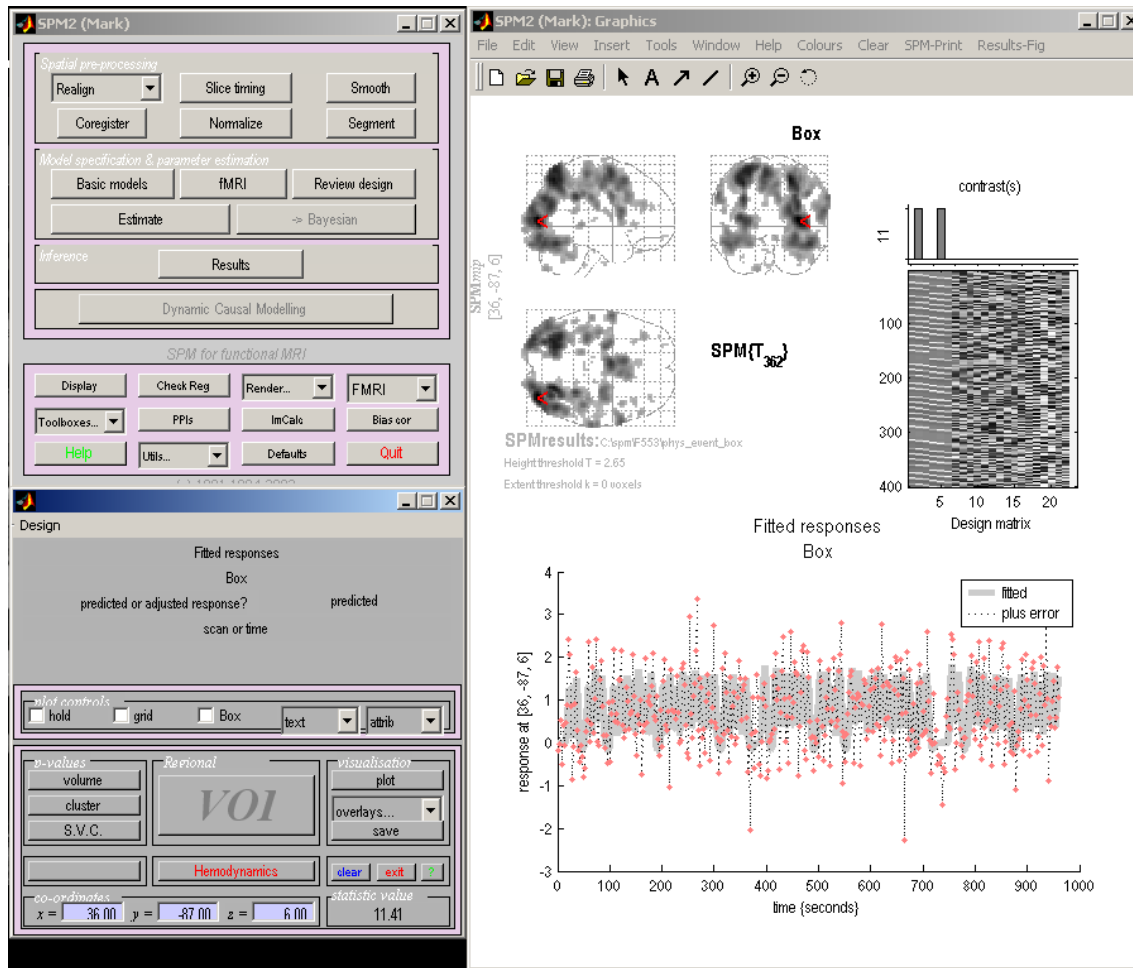 SPM2 (Mark)
Spatial pre-processing
Realign Slice timing Smooth
Coregister Normalize Segment
Model specification & parameter estimation
Basic models fMRI Review design
Estimate -> Bayesian
Inference
Results
Dynamic Causal Modelling
SPM for functional MRI
Display Check Reg Render... FMRI
Toolboxes... PPIs ImCalc Bias cor
Help Utils... Defaults Quit
Design
Fitted responses
Box
predicted or adjusted response? predicted
scan or time
plot controls
hold grid Box text attrib
p-values Regional visualisation
volume VOI plot
cluster overlays...
S.V.C. save
Hemodynamics clear exit ?
co-ordinates statistic value
x = 36.00 y = -87.00 z = 6.00 11.41
SPM2 (Mark): Graphics
File Edit View Insert Tools Window Help Colours Clear SPM-Print Results-Fig
A
Box
contrast(s)
11
SPMmip
[36, -87, 6]
< < <
SPM{T362}
SPMresults: C:\spm\F553\phys_event_box
Height threshold T = 2.65
Extent threshold k = 0 voxels
100
200
300
400
5 10 15 20
Design matrix
Fitted responses
Box
fitted
plus error
response at [36, -87, 6]
4
3
2
1
0
-1
-2
-3
0 100 200 300 400 500 600 700 800 900 1000
time {seconds}